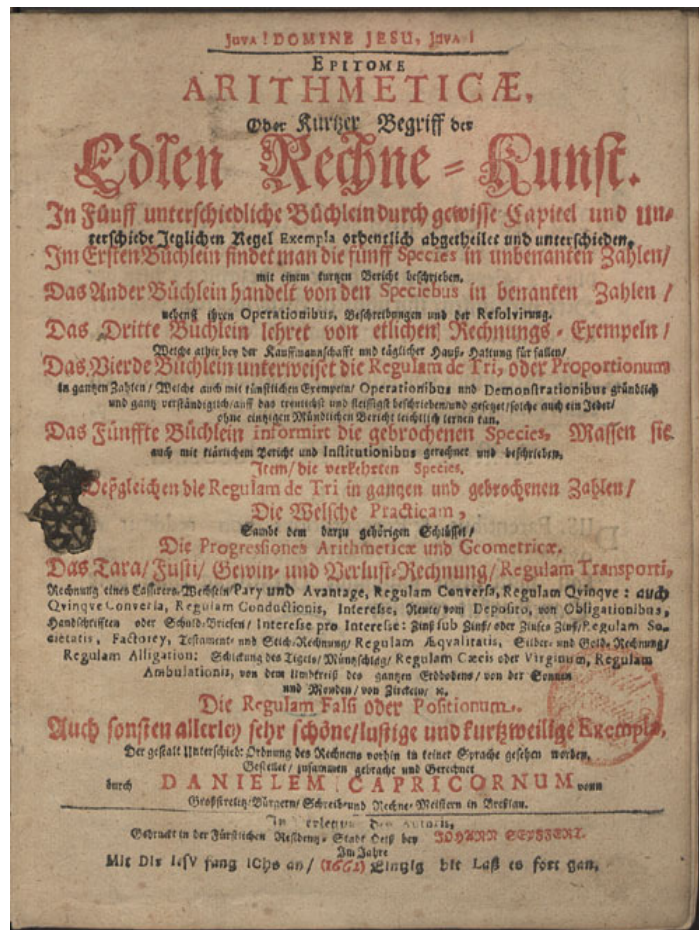 JUVA! DOMINE JESU, JUVA!
EPITOME
ARITHMETICÆ,
Oder Kurtzer Begriff der
Edlen Rechne-Kunst.
In Fünff unterschiedliche Büchlein durch gewisse Capitel und Un-
terschiede Jeglichen Regel Exempla ordentlich abgetheilet und unterschieden.
Im Ersten Büchlein findet man die fünff Species in unbenanten Zahlen/
mit einem kurtzen Bericht beschrieben.
Das Ander Büchlein handelt von den Speciebus in benanten Zahlen/
nebenst ihren Operationibus, Beschreibungen und der Resolvirung.
Das Dritte Büchlein lehret von etlichen Rechnungs-Exempeln/
Welche alhier bey der Kauffmannschafft und täglicher Hauß-Haltung für fallen/
Das Vierde Büchlein unterweiset die Regulam de Tri, oder Proportionum
in gantzen Zahlen/ Welche auch mit künstlichen Exempeln/ Operationibus und Demonstrationibus gründlich
und gantz verständiglich/ auff das treulichst und fleissigst beschrieben/ und gesetzet/ solche auch ein Jeder/
ohne eintzigen Mündlichen Bericht leichtlich lernen kan.
Das Fünffte Büchlein informirt die gebrochenen Species, Massen sie
auch mit klärlichem Bericht und Institutionibus gerechnet und beschrieben.
Item/ die verkehrten Species.
Deßgleichen die Regulam de Tri in gantzen und gebrochenen Zahlen/
Die Welsche Practicam,
Sambt dem darzu gehörigen Schlüssel/
Die Progressiones Arithmeticæ und Geometricæ.
Das Tara/ Fusti/ Gewin- und Verlust-Rechnung/ Regulam Transporti,
Rechnung eines Cassirers, Wechseln/ Pary und Avantage, Regulam Conversa, Regulam Qvinqve: auch
Qvinqve Conversa, Regulam Conductionis, Interesse, Rente/ vom Deposito, von Obligationibus,
Handschrifften oder Schuld-Briefen/ Interesse pro Interesse: Zinß sub Zinß/ oder Zinses Zinß/ Regulam So-
cietatis, Factorey, Testament- und Stich-Rechnung/ Regulam Æqvalitatis, Silber- und Gold-Rechnung/
Regulam Alligation: Schickung des Tigels/ Müntzschlag/ Regulam Cæcis oder Virginum, Regulam
Ambulationis, von dem Umbkreiß des gantzen Erdbodens/ von der Sonnen
und Monden/ von Zirckeln/ ꝛc.
Die Regulam Falsi oder Positionum.
Auch sonsten allerley sehr schöne/ lustige und kurtzweilige Exempla,
Der gestalt Unterschied: Ordnung des Rechnens vorhin in keiner Sprache gesehen worden.
Gestellet/ zusammen gebracht und Gerechnet
durch DANIELEM CAPRICORNUM vonn
Großstrelitz/ Bürgern/ Schreib- und Rechne-Meistern in Breßlau.
Gedruckt in der Fürstlichen Residentz-Stadt Oelß bey JOHANN SEYFFERT.
Im Jahre
Mit DIr IesV fang ICHs an/ (1662) EIntzIg hIr Laß es fort gan.